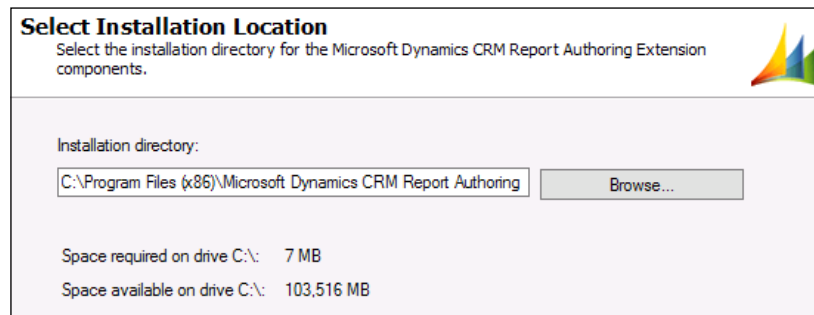 Select Installation Location
Select the installation directory for the Microsoft Dynamics CRM Report Authoring Extension
components.
Installation directory:
C:\Program Files (x86)\Microsoft Dynamics CRM Report Authoring
Browse...
Space required on drive C:\: 7 MB
Space available on drive C:\: 103,516 MB